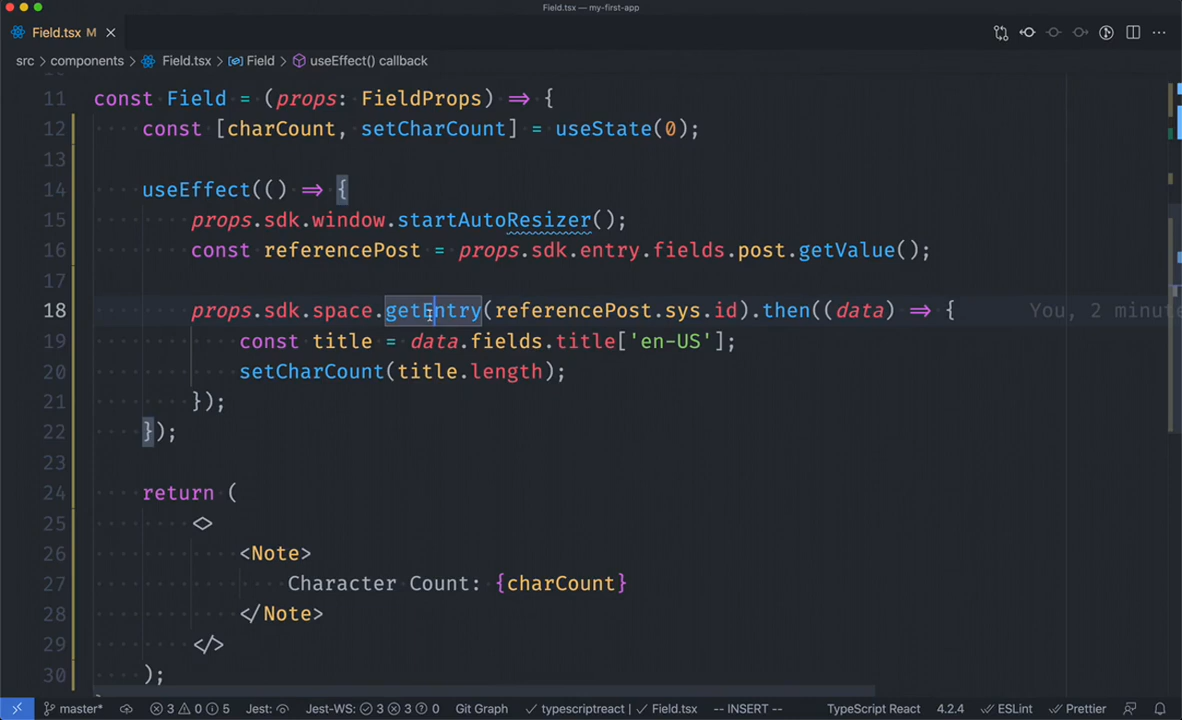 Field.tsx — my-first-app
Field.tsx M
src > components > Field.tsx > Field > useEffect() callback
11 const Field = (props: FieldProps) => {
12 const [charCount, setCharCount] = useState(0);
13
14 useEffect(() => {
15 props.sdk.window.startAutoResizer();
16 const referencePost = props.sdk.entry.fields.post.getValue();
17
18 props.sdk.space.getEntry(referencePost.sys.id).then((data) => { You, 2 minute
19 const title = data.fields.title['en-US'];
20 setCharCount(title.length);
21 });
22 });
23
24 return (
25 <>
26 <Note>
27 Character Count: {charCount}
28 </Note>
29 </>
30 );
master* 3 0 5 Jest: Jest-WS: 3 3 0 Git Graph typescriptreact | Field.tsx -- INSERT -- TypeScript React 4.2.4 ESLint Prettier